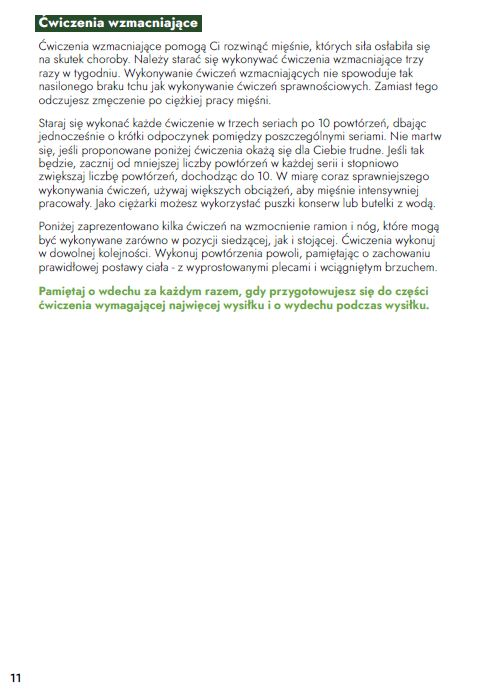 Ćwiczenia wzmacniające
Ćwiczenia wzmacniające pomogą Ci rozwinąć mięśnie, których siła osłabiła się
na skutek choroby. Należy starać się wykonywać ćwiczenia wzmacniające trzy
razy w tygodniu. Wykonywanie ćwiczeń wzmacniających nie spowoduje tak
nasilonego braku tchu jak wykonywanie ćwiczeń sprawnościowych. Zamiast tego
odczujesz zmęczenie po ciężkiej pracy mięśni.
Staraj się wykonać każde ćwiczenie w trzech seriach po 10 powtórzeń, dbając
jednocześnie o krótki odpoczynek pomiędzy poszczególnymi seriami. Nie martw
się, jeśli proponowane poniżej ćwiczenia okażą się dla Ciebie trudne. Jeśli tak
będzie, zacznij od mniejszej liczby powtórzeń w każdej serii i stopniowo
zwiększaj liczbę powtórzeń, dochodząc do 10. W miarę coraz sprawniejszego
wykonywania ćwiczeń, używaj większych obciążeń, aby mięśnie intensywniej
pracowały. Jako ciężarki możesz wykorzystać puszki konserw lub butelki z wodą.
Poniżej zaprezentowano kilka ćwiczeń na wzmocnienie ramion i nóg, które mogą
być wykonywane zarówno w pozycji siedzącej, jak i stojącej. Ćwiczenia wykonuj
w dowolnej kolejności. Wykonuj powtórzenia powoli, pamiętając o zachowaniu
prawidłowej postawy ciała - z wyprostowanymi plecami i wciągniętym brzuchem.
Pamiętaj o wdechu za każdym razem, gdy przygotowujesz się do części
ćwiczenia wymagającej najwięcej wysiłku i o wydechu podczas wysiłku.
11